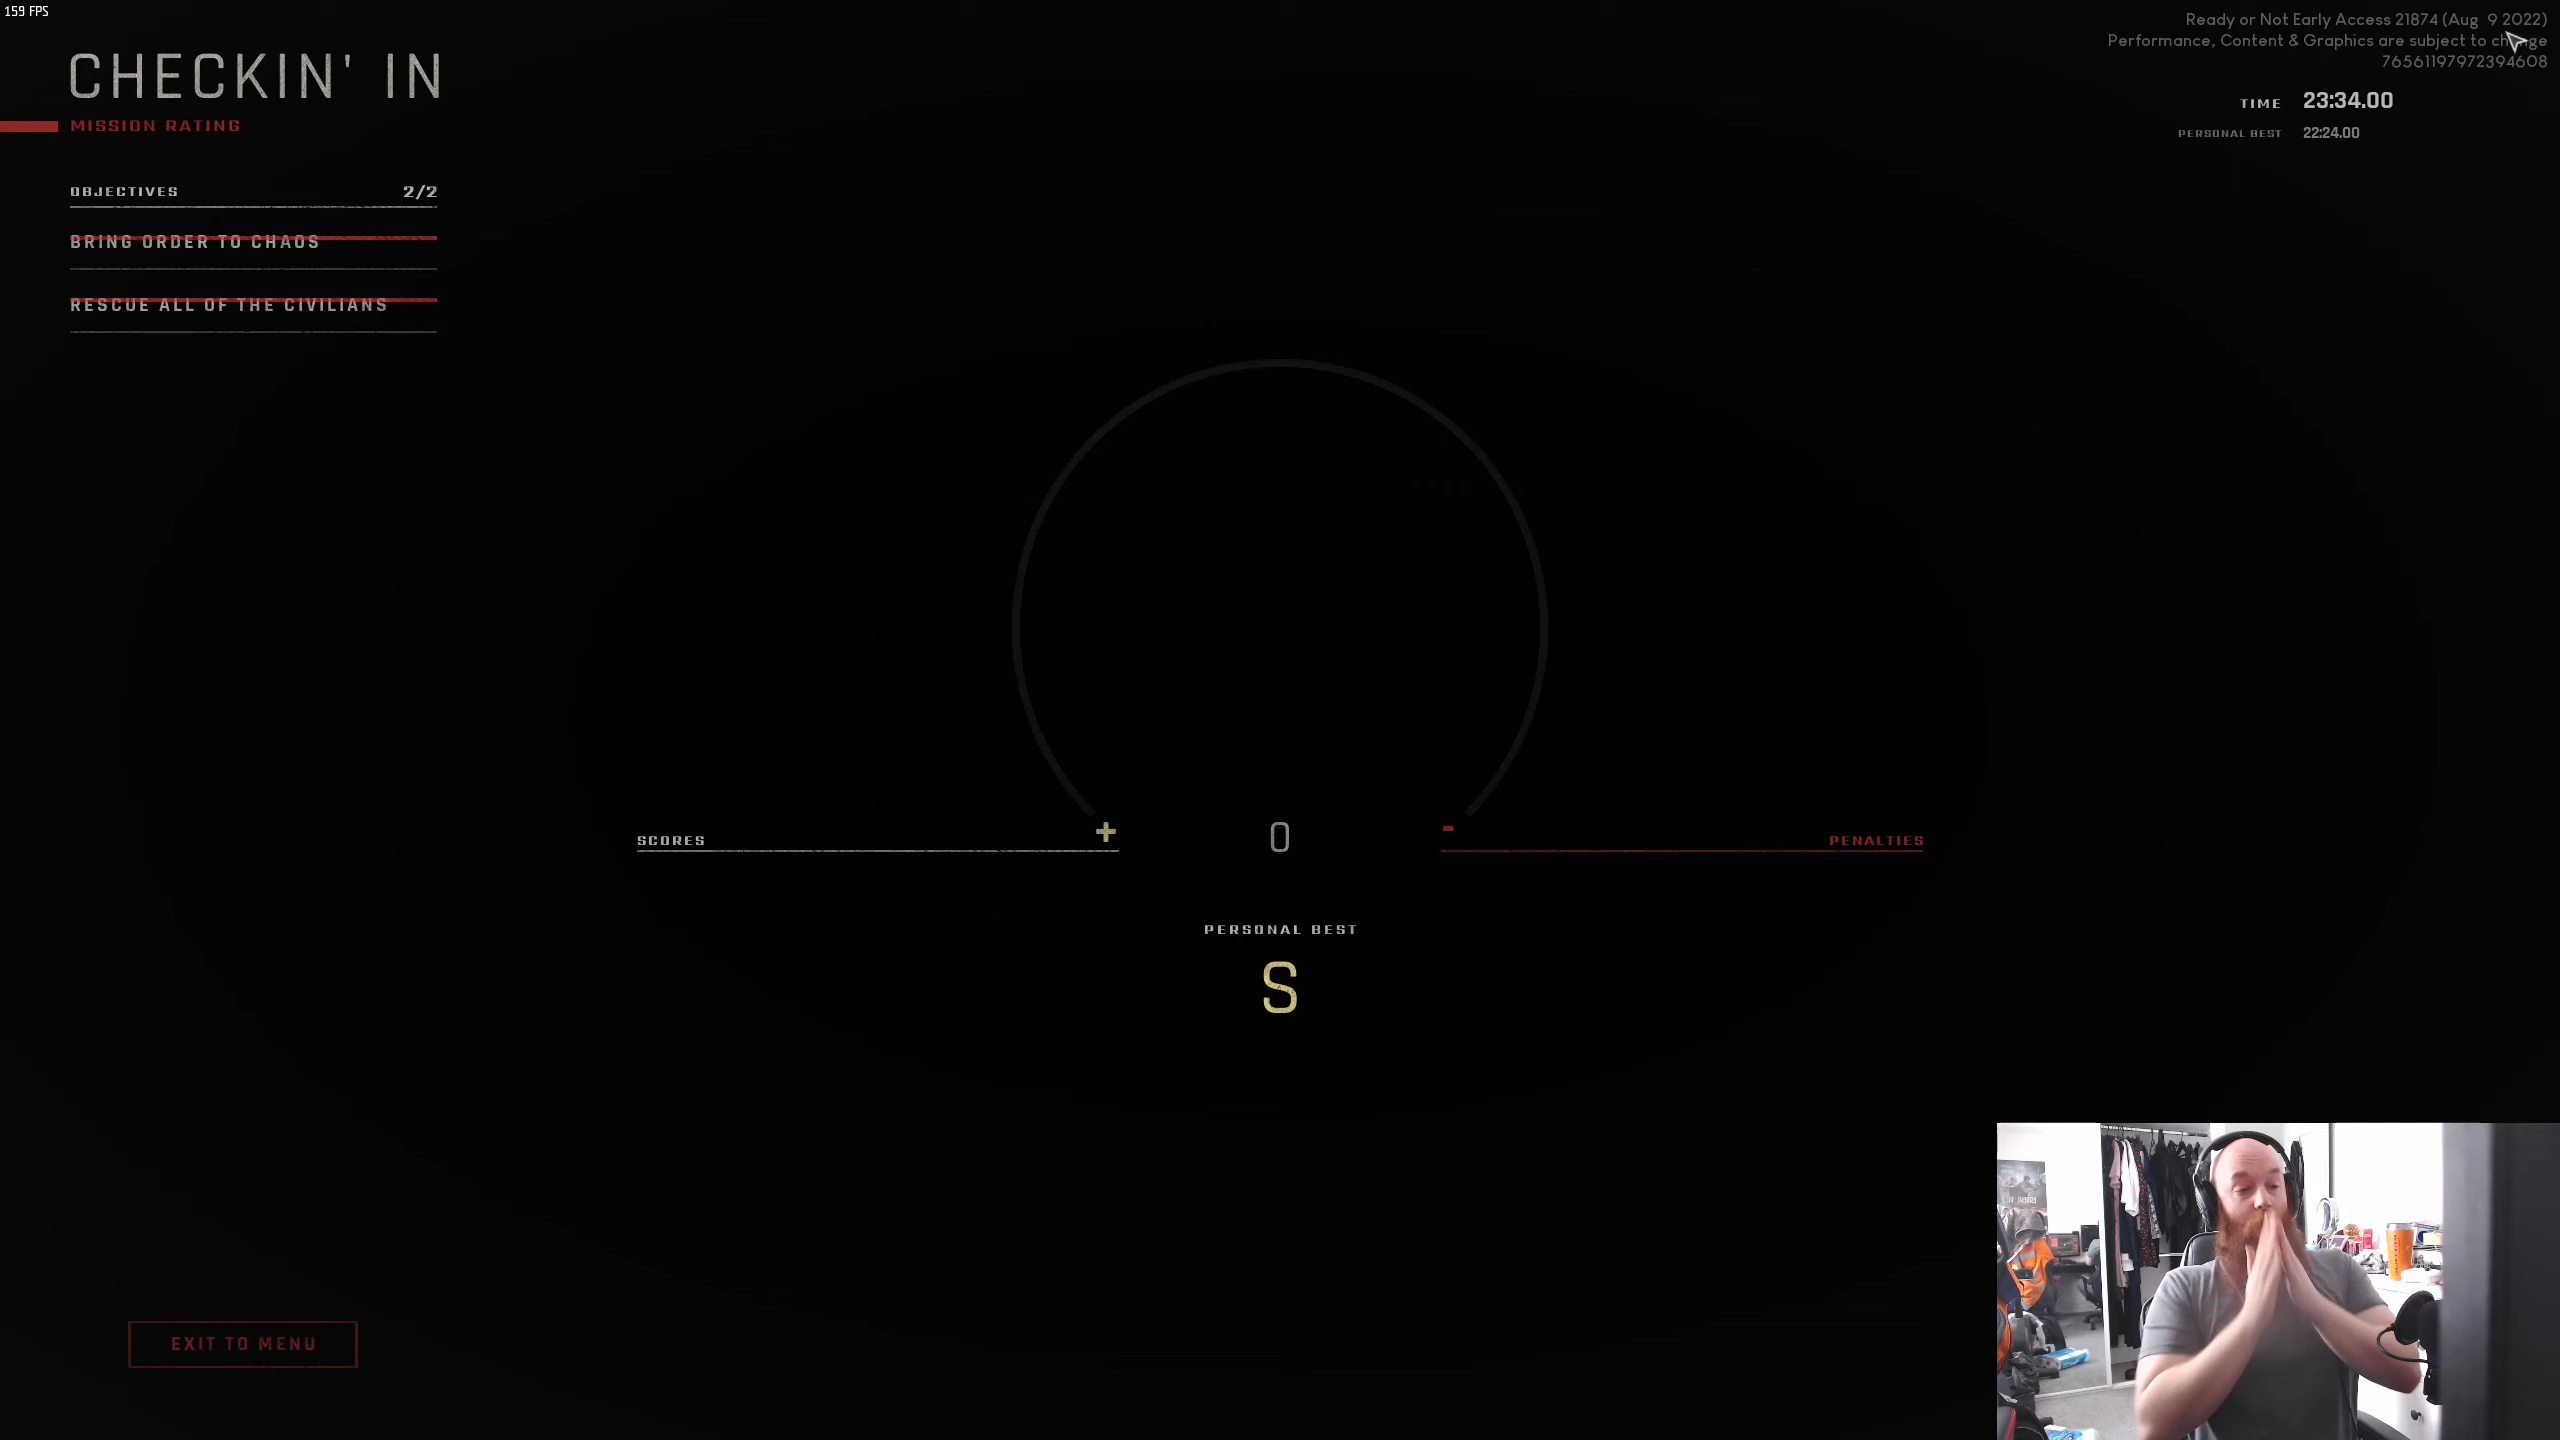 159 FPS
Ready or Not Early Access 21874 (Aug 9 2022)
Performance, Content & Graphics are subject to change
76561197972394608
CHECKIN' IN
MISSION RATING
TIME 23:34.00
PERSONAL BEST 22:24.00
OBJECTIVES 2/2
BRING ORDER TO CHAOS
RESCUE ALL OF THE CIVILIANS
SCORES + 0 - PENALTIES
PERSONAL BEST
S
EXIT TO MENU